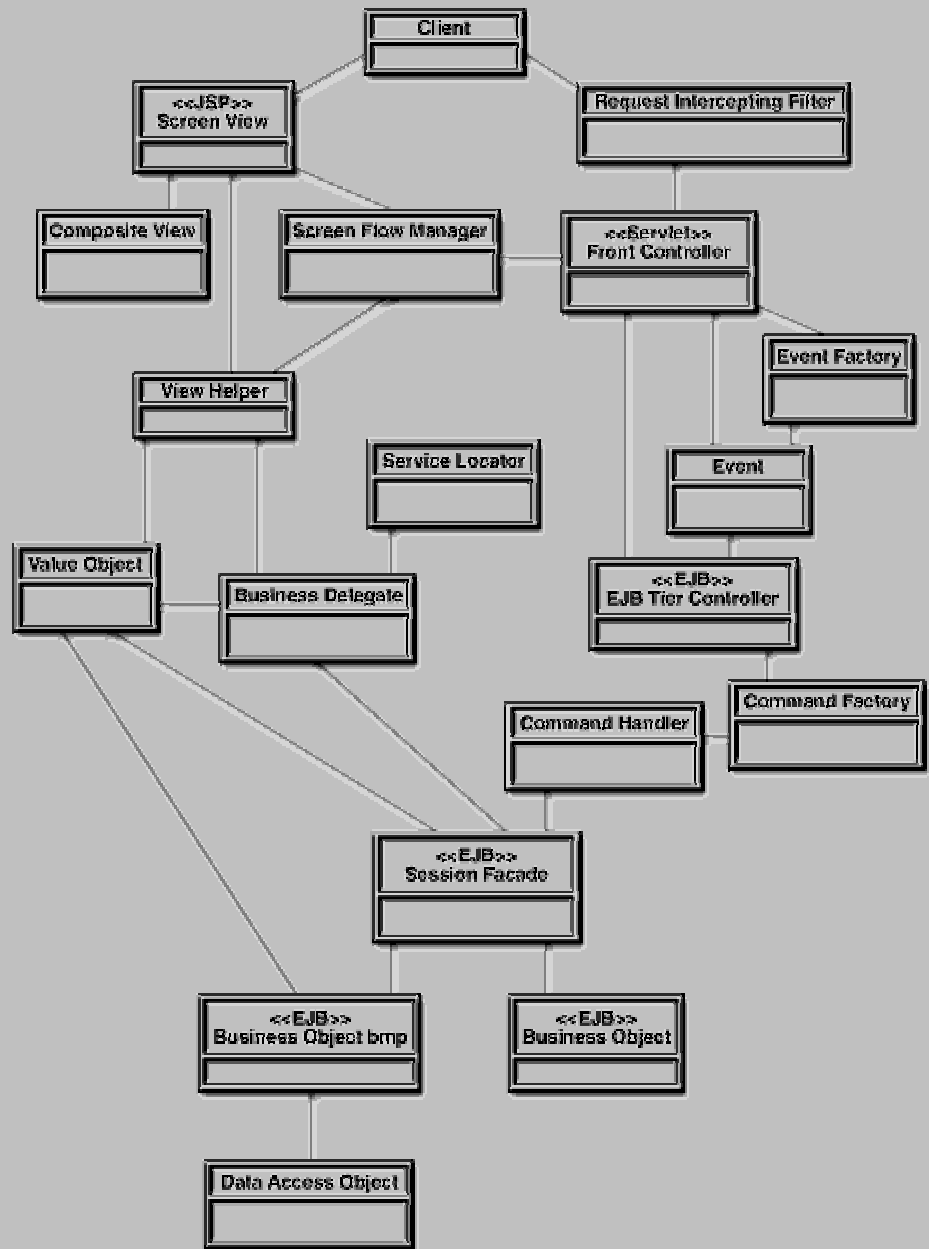 Client
<<JSP>>
Screen View
Request Intercepting Filter
Composite View
Screen Flow Manager
<<Servlet>>
Front Controller
Event Factory
View Helper
Service Locator
Event
Value Object
Business Delegate
<<EJB>>
EJB Tier Controller
Command Handler
Command Factory
<<EJB>>
Session Facade
<<EJB>>
Business Object bmp
<<EJB>>
Business Object
Data Access Object